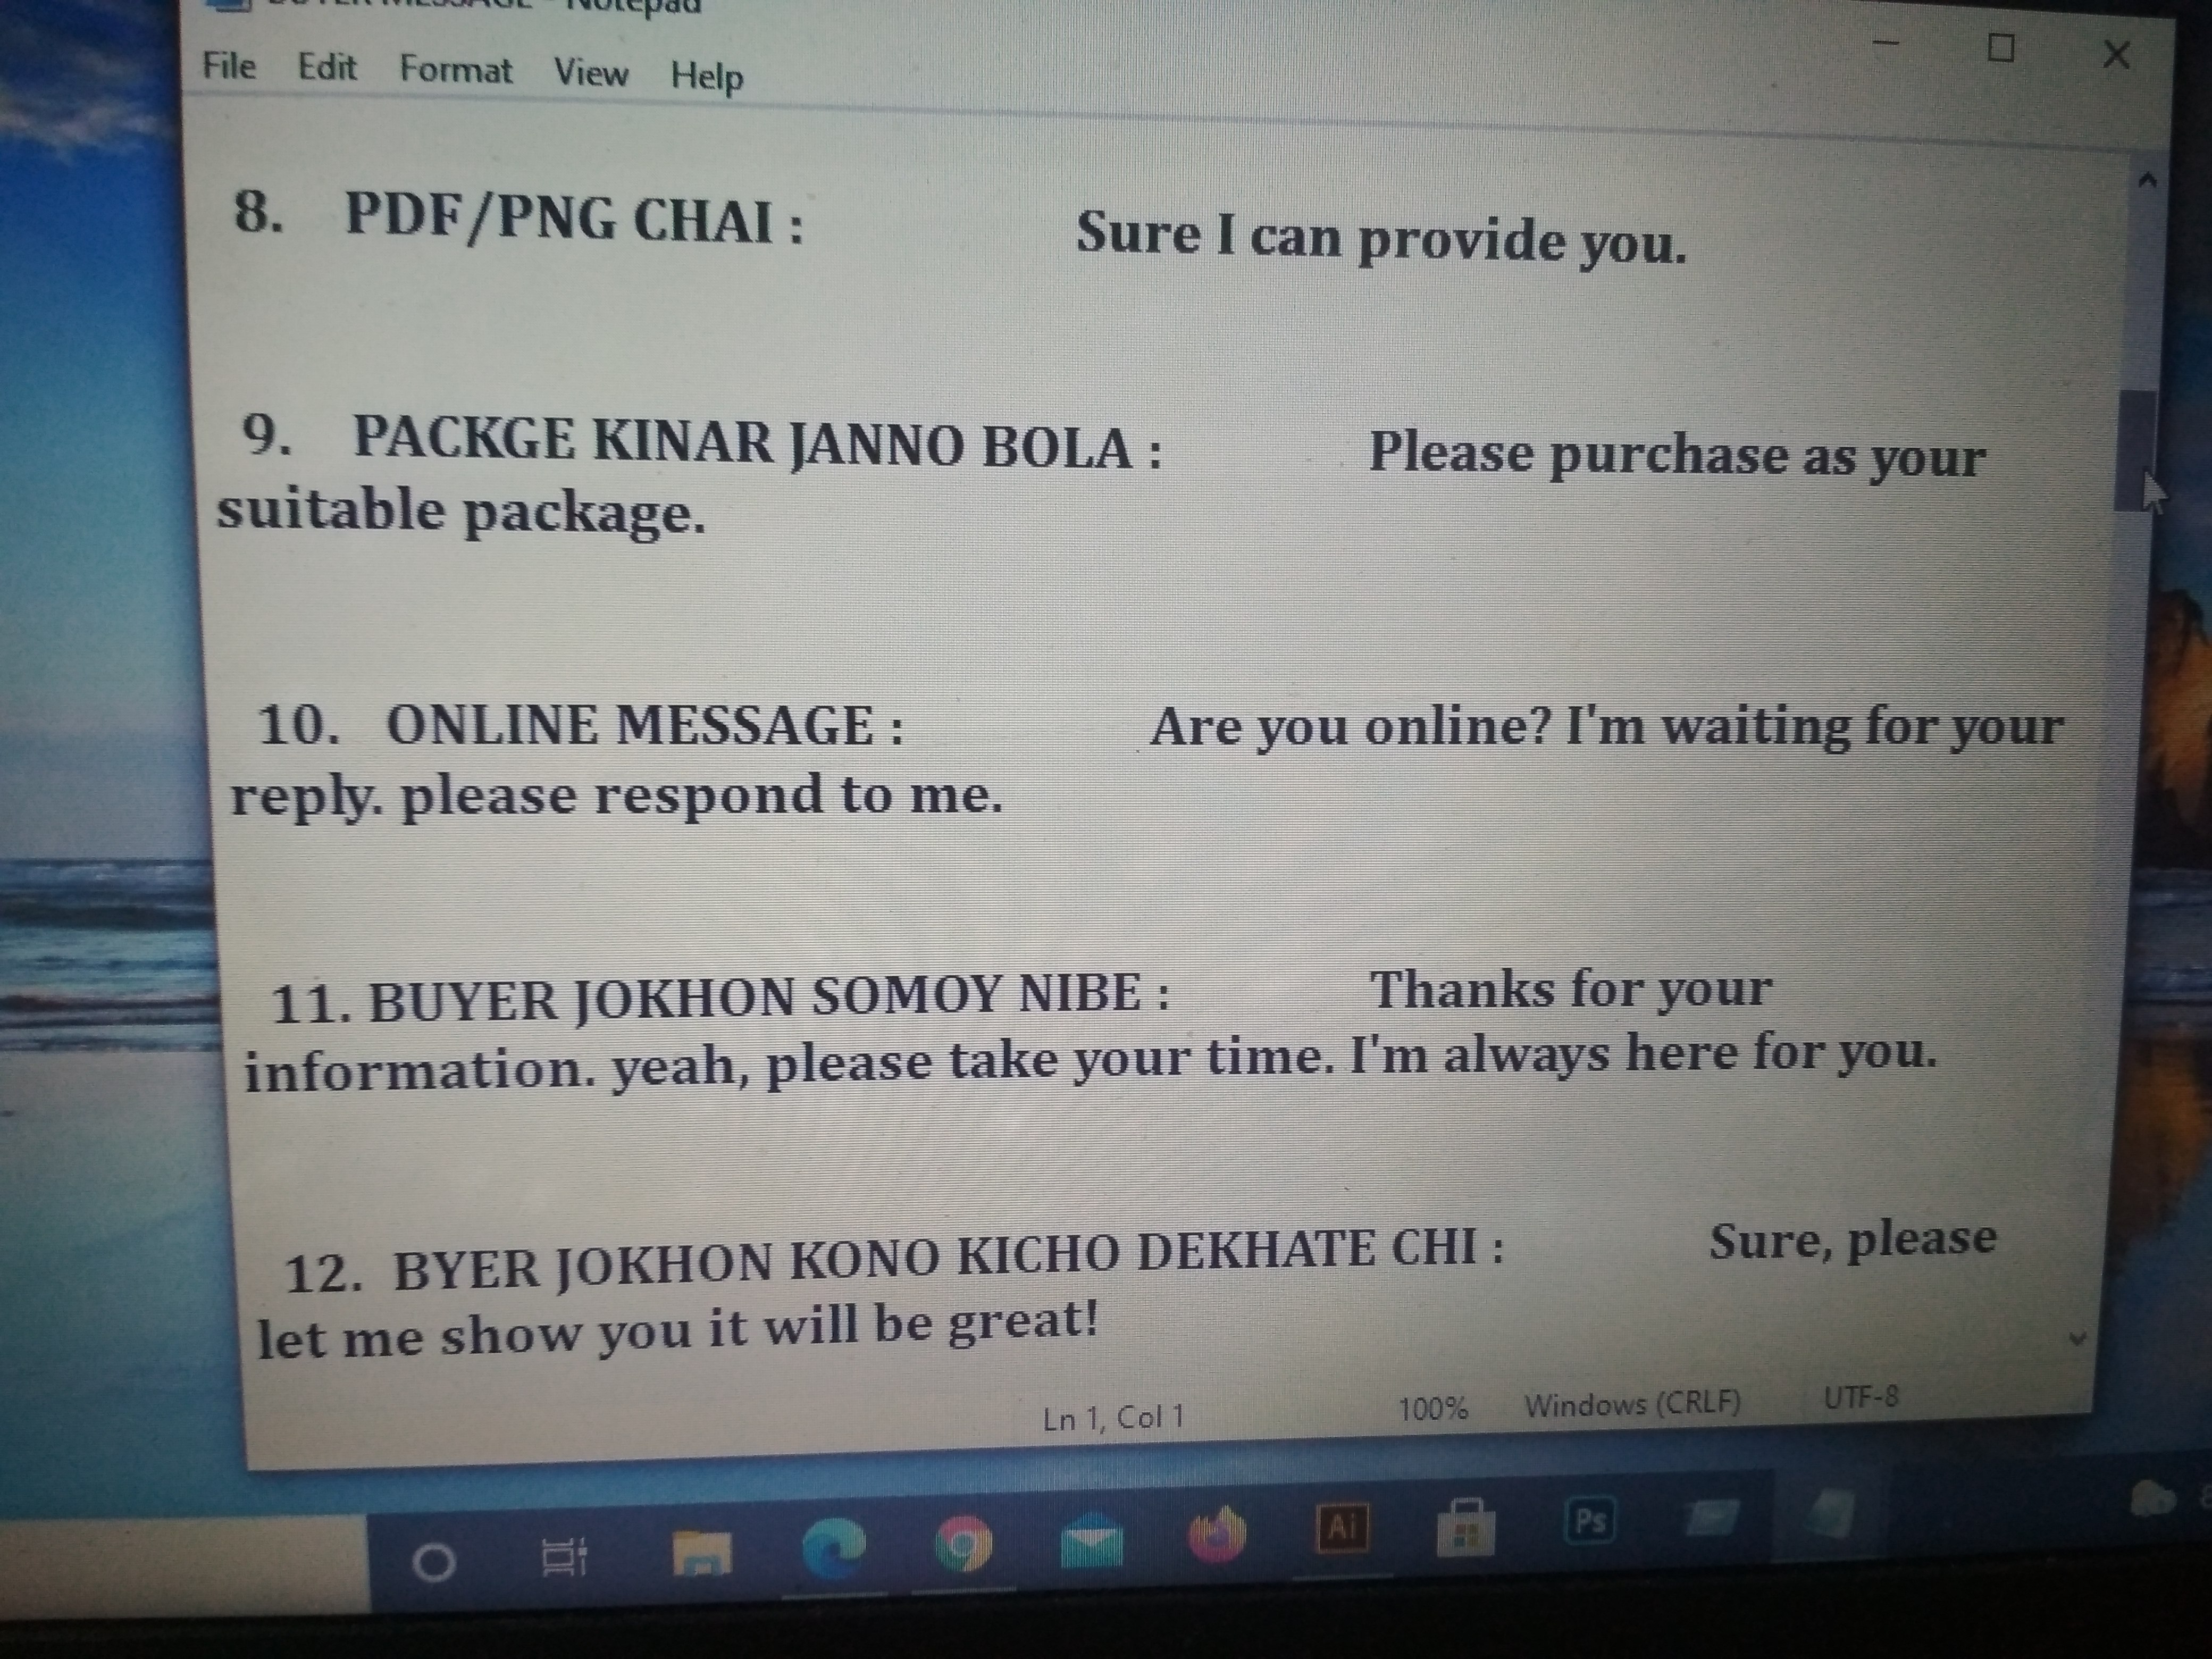 BUYER MESSAGE - Notepad
File Edit Format View Help
8. PDF/PNG CHAI : Sure I can provide you.
9. PACKGE KINAR JANNO BOLA : Please purchase as your
suitable package.
10. ONLINE MESSAGE : Are you online? I'm waiting for your
reply. please respond to me.
11. BUYER JOKHON SOMOY NIBE : Thanks for your
information. yeah, please take your time. I'm always here for you.
12. BYER JOKHON KONO KICHO DEKHATE CHI : Sure, please
let me show you it will be great!
Ln 1, Col 1 100% Windows (CRLF) UTF-8
Ai Ps